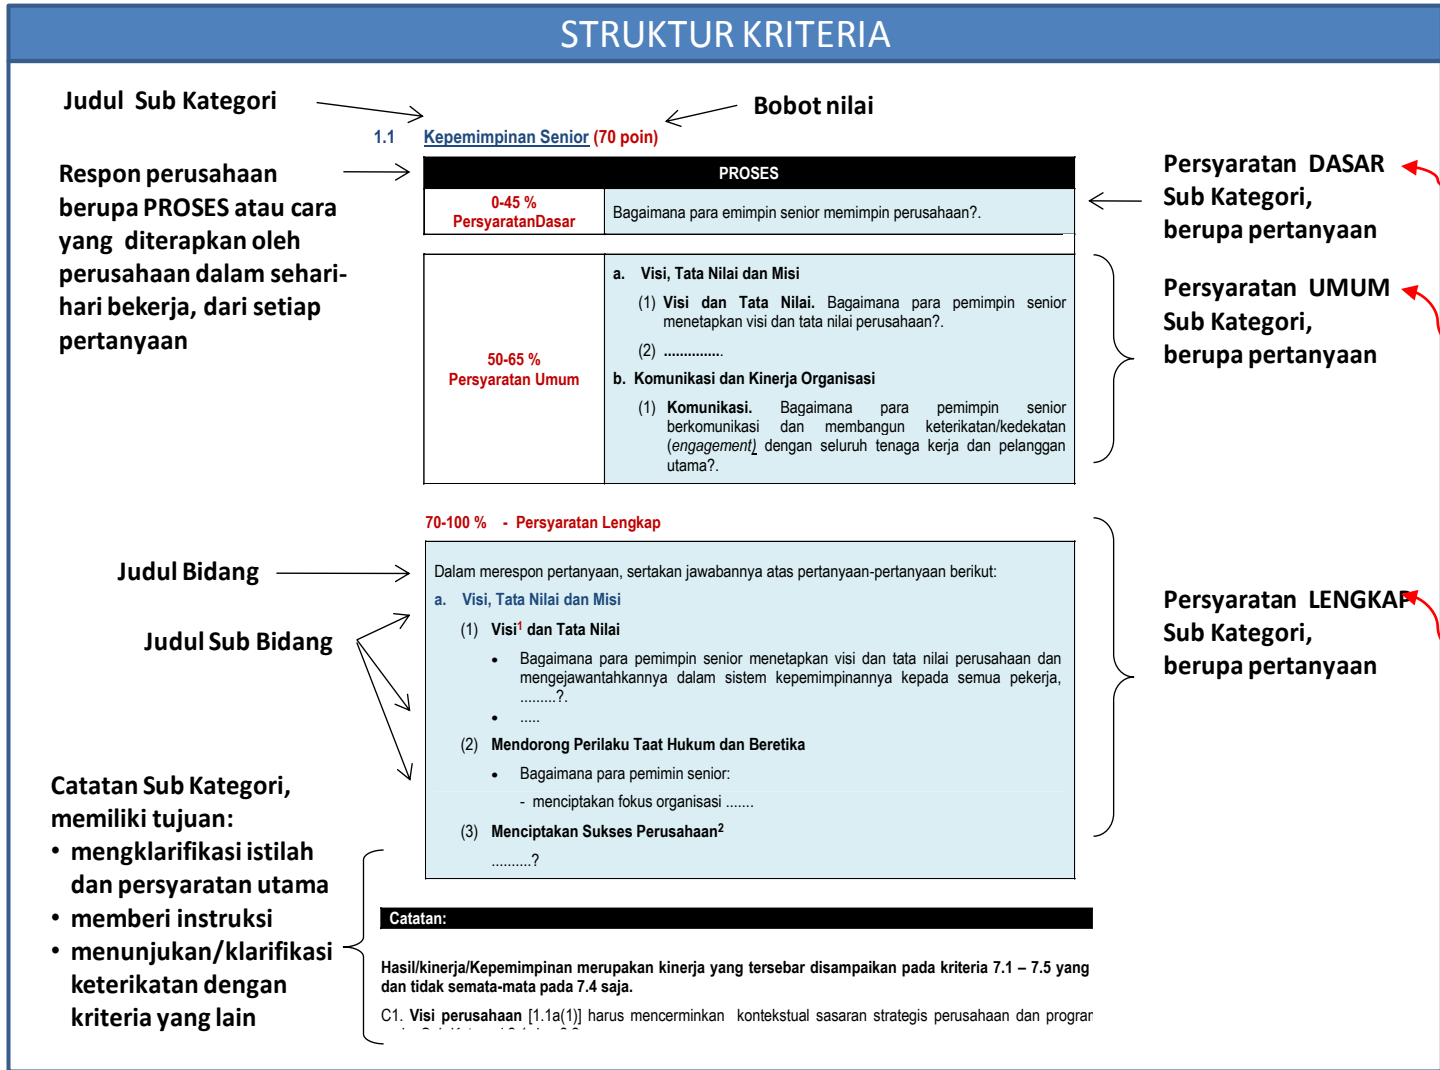 STRUKTUR KRITERIA
Judul Sub Kategori
Bobot nilai
1.1 Kepemimpinan Senior (70 poin)
Respon perusahaan
berupa PROSES atau cara
yang diterapkan oleh
perusahaan dalam sehari-
hari bekerja, dari setiap
pertanyaan
PROSES
0-45 %
PersyaratanDasar
Bagaimana para emimpin senior memimpin perusahaan?.
Persyaratan DASAR
Sub Kategori,
berupa pertanyaan
50-65 %
Persyaratan Umum
a. Visi, Tata Nilai dan Misi
(1) Visi dan Tata Nilai. Bagaimana para pemimpin senior
menetapkan visi dan tata nilai perusahaan?.
(2) ...............
b. Komunikasi dan Kinerja Organisasi
(1) Komunikasi. Bagaimana para pemimpin senior
berkomunikasi dan membangun keterikatan/kedekatan
(engagement) dengan seluruh tenaga kerja dan pelanggan
utama?.
Persyaratan UMUM
Sub Kategori,
berupa pertanyaan
70-100 % - Persyaratan Lengkap
Judul Bidang
Judul Sub Bidang
Dalam merespon pertanyaan, sertakan jawabannya atas pertanyaan-pertanyaan berikut:
a. Visi, Tata Nilai dan Misi
(1) Visi1 dan Tata Nilai
• Bagaimana para pemimpin senior menetapkan visi dan tata nilai perusahaan dan
mengejawantahkannya dalam sistem kepemimpinannya kepada semua pekerja,
.........?.
• .....
(2) Mendorong Perilaku Taat Hukum dan Beretika
• Bagaimana para pemimin senior:
- menciptakan fokus organisasi .......
(3) Menciptakan Sukses Perusahaan2
..........?
Persyaratan LENGKAP
Sub Kategori,
berupa pertanyaan
Catatan Sub Kategori,
memiliki tujuan:
• mengklarifikasi istilah
dan persyaratan utama
• memberi instruksi
• menunjukan/klarifikasi
keterikatan dengan
kriteria yang lain
Catatan:
Hasil/kinerja/Kepemimpinan merupakan kinerja yang tersebar disampaikan pada kriteria 7.1 – 7.5 yang
dan tidak semata-mata pada 7.4 saja.
C1. Visi perusahaan [1.1a(1)] harus mencerminkan kontekstual sasaran strategis perusahaan dan